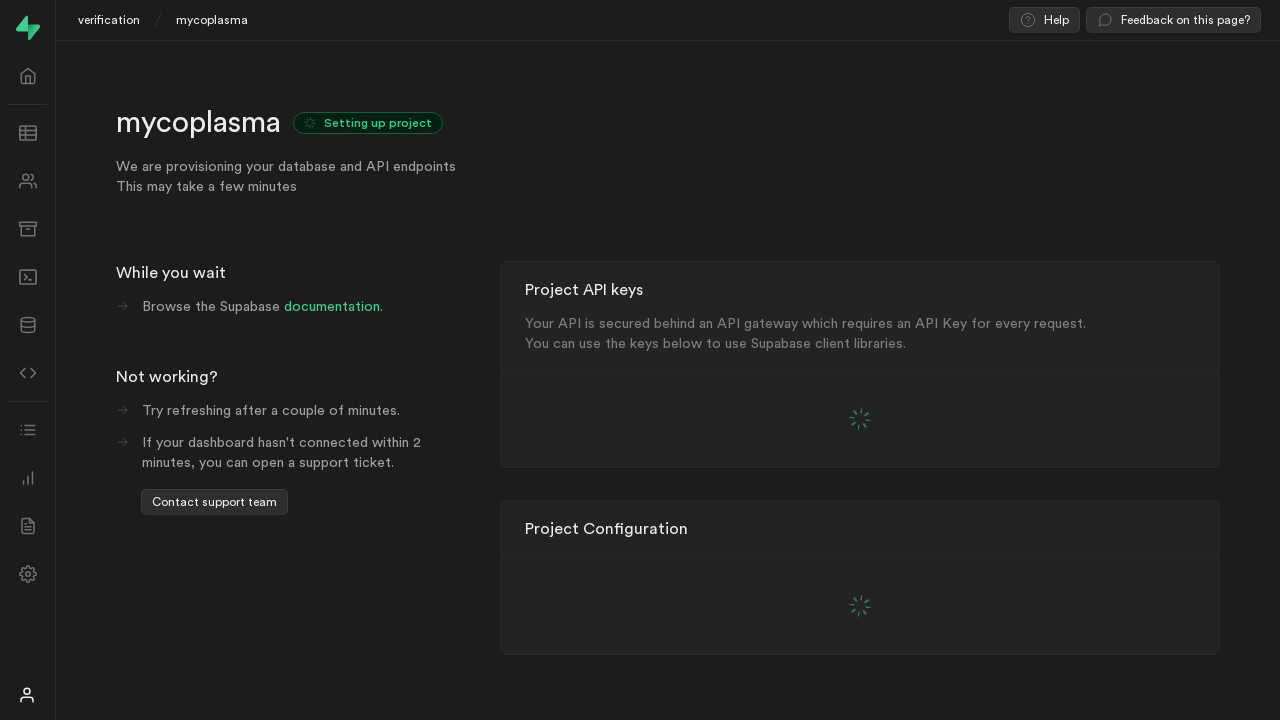 verification / mycoplasma
Help
Feedback on this page?
mycoplasma
Setting up project
We are provisioning your database and API endpoints
This may take a few minutes
While you wait
Browse the Supabase documentation.
Not working?
Try refreshing after a couple of minutes.
If your dashboard hasn't connected within 2
minutes, you can open a support ticket.
Contact support team
Project API keys
Your API is secured behind an API gateway which requires an API Key for every request.
You can use the keys below to use Supabase client libraries.
Project Configuration